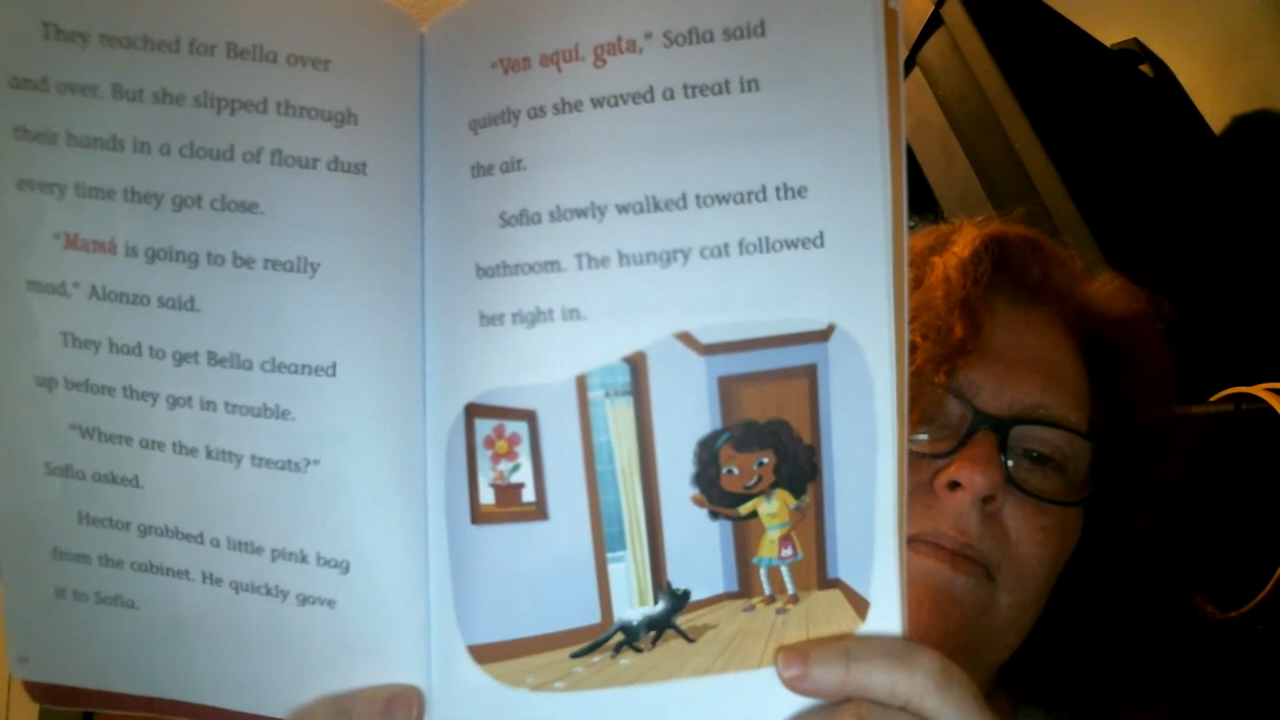 They reached for Bella over
and over. But she slipped through
their hands in a cloud of flour dust
every time they got close.
"Mamá is going to be really
mad," Alonzo said.
They had to get Bella cleaned
up before they got in trouble.
"Where are the kitty treats?"
Sofia asked.
Hector grabbed a little pink bag
from the cabinet. He quickly gave
it to Sofia.
"Ven aquí, gata," Sofia said
quietly as she waved a treat in
the air.
Sofia slowly walked toward the
bathroom. The hungry cat followed
her right in.